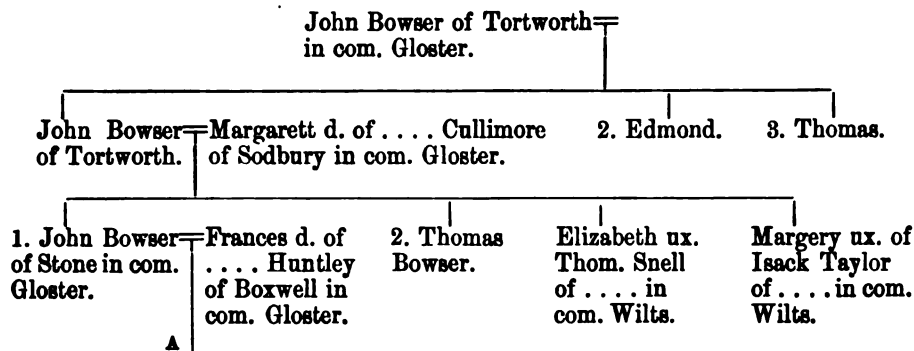 John Bowser of Tortworth
in com. Gloster.
John Bowser
of Tortworth.
Margarett d. of .... Cullimore
of Sodbury in com. Gloster.
2. Edmond.
3. Thomas.
1. John Bowser
of Stone in com.
Gloster.
Frances d. of
.... Huntley
of Boxwell in
com. Gloster.
2. Thomas
Bowser.
Elizabeth ux.
Thom. Snell
of .... in
com. Wilts.
Margery ux. of
Isack Taylor
of .... in com.
Wilts.
A